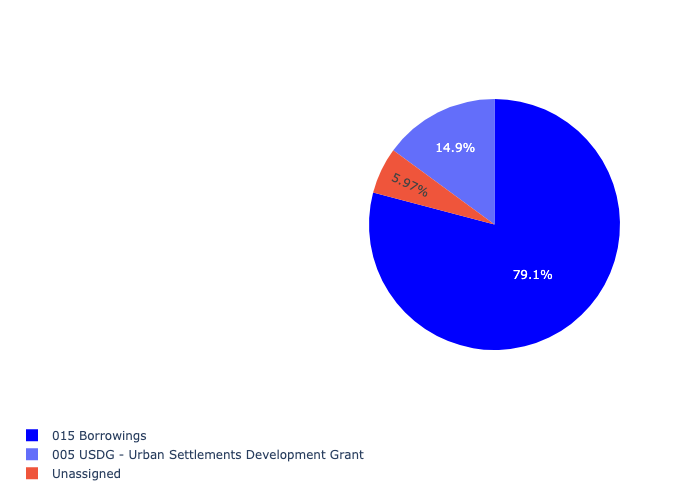 14.9%
5.97%
79.1%
015 Borrowings
005 USDG - Urban Settlements Development Grant
Unassigned